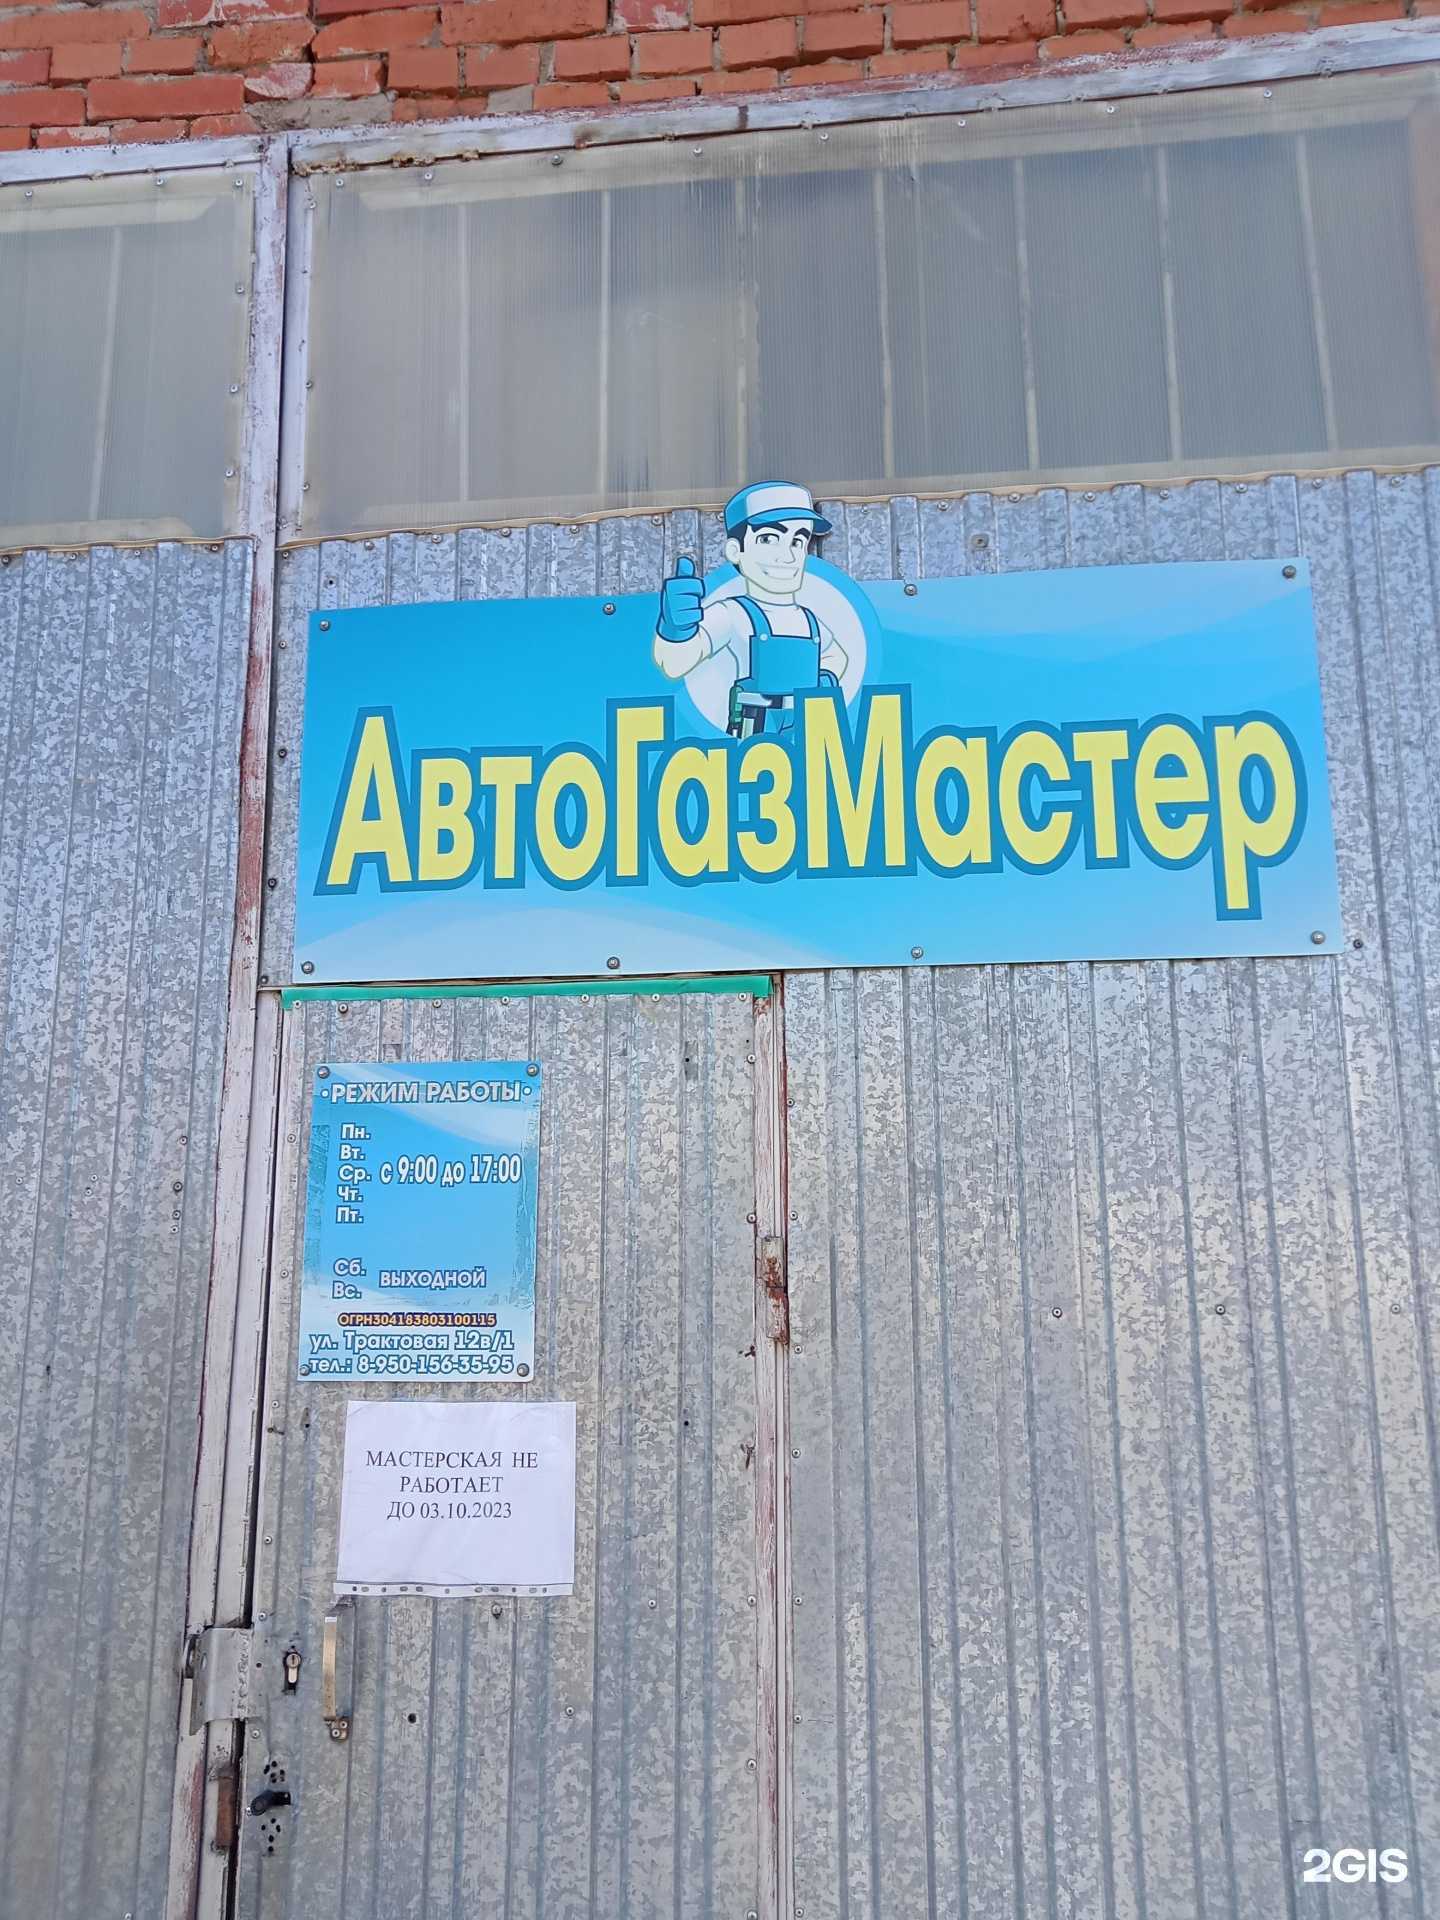 АвтоГазМастер
•РЕЖИМ РАБОТЫ•
Пн.
Вт.
Ср. с 9:00 до 17:00
Чт.
Пт.
Сб.
Вс. ВЫХОДНОЙ
ОГРН304183803100115
ул. Трактовая 12в/1
тел.: 8-950-156-35-95
МАСТЕРСКАЯ НЕ
РАБОТАЕТ
ДО 03.10.2023
2GIS